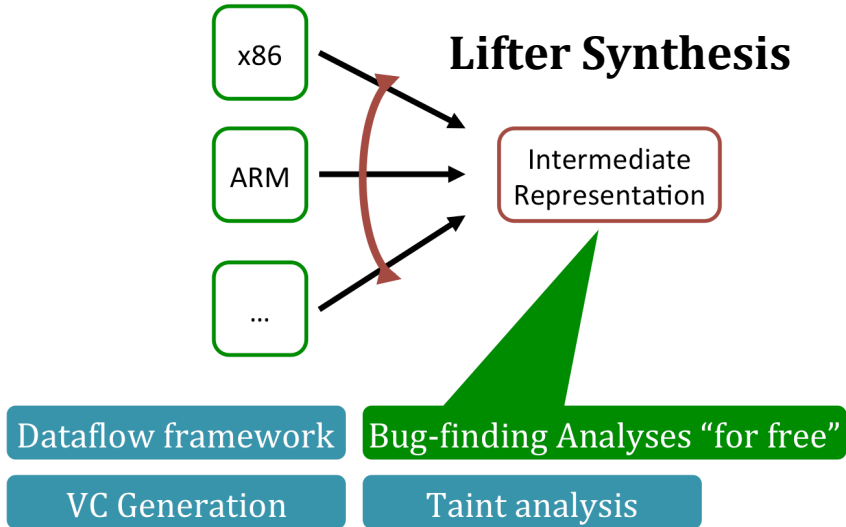 x86
Lifter Synthesis
ARM
Intermediate
Representation
...
Dataflow framework
Bug-finding Analyses “for free”
VC Generation
Taint analysis